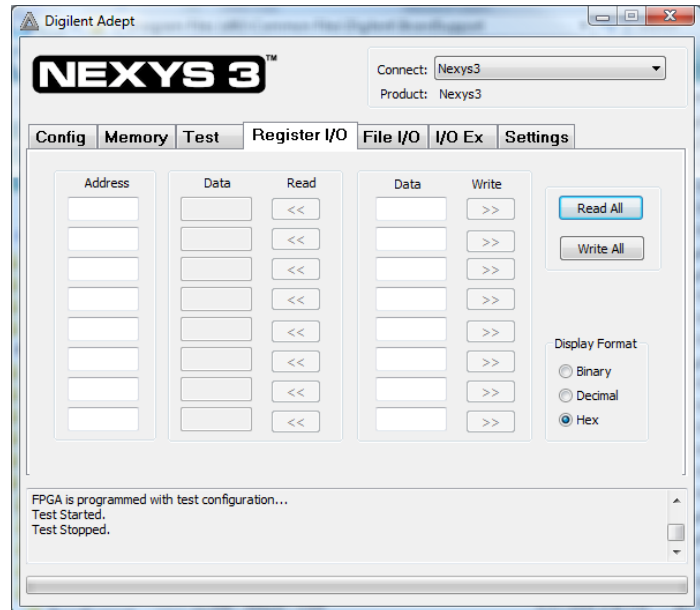 Digilent Adept
NEXYS 3™
Connect: Nexys3
Product: Nexys3
Config Memory Test Register I/O File I/O I/O Ex Settings
Address Data Read Data Write
<< >> Read All
<< >> Write All
<< >>
<< >>
<< >>
Display Format
<< >> Binary
<< >> Decimal
<< >> Hex
FPGA is programmed with test configuration...
Test Started.
Test Stopped.